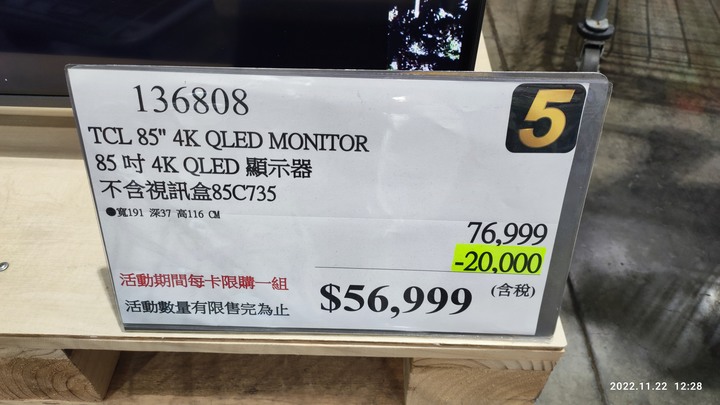 136808
5
TCL 85" 4K QLED MONITOR
85 吋 4K QLED 顯示器
不含視訊盒85C735
●寬191 深37 高116 CM
76,999
-20,000
活動期間每卡限購一組
$56,999 (含稅)
活動數量有限售完為止
2022.11.22 12:28